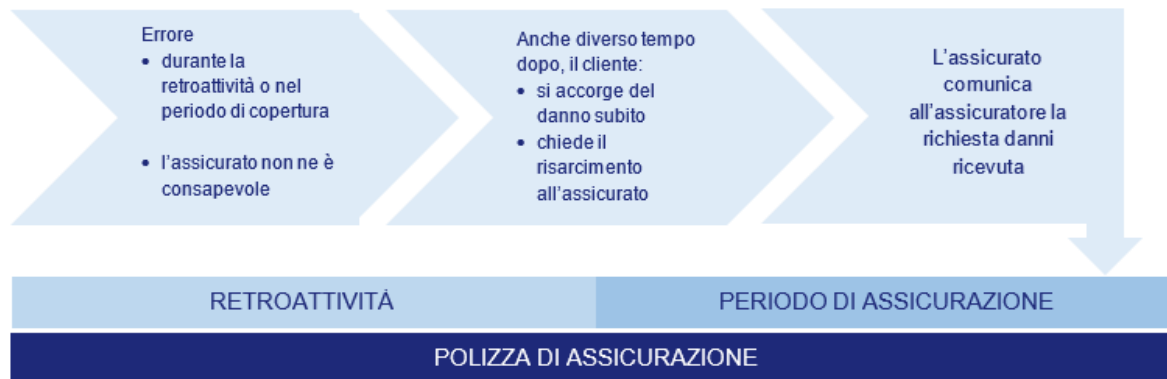 Errore
• durante la
retroattività o nel
periodo di copertura
• l'assicurato non ne è
consapevole
Anche diverso tempo
dopo, il cliente:
• si accorge del
danno subito
• chiede il
risarcimento
all'assicurato
L'assicurato
comunica
all'assicuratore la
richiesta danni
ricevuta
RETROATTIVITÀ
PERIODO DI ASSICURAZIONE
POLIZZA DI ASSICURAZIONE